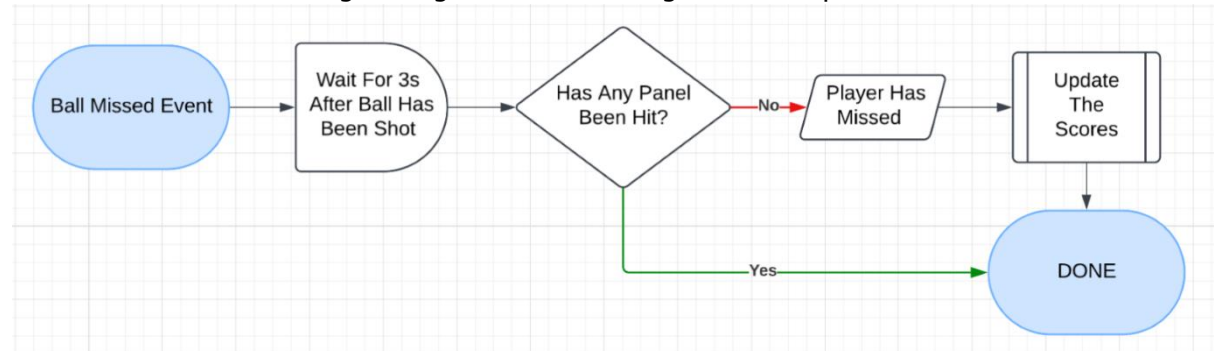 Ball Missed Event
Wait For 3s
After Ball Has
Been Shot
Has Any Panel
Been Hit?
No
Player Has
Missed
Update
The
Scores
Yes
DONE